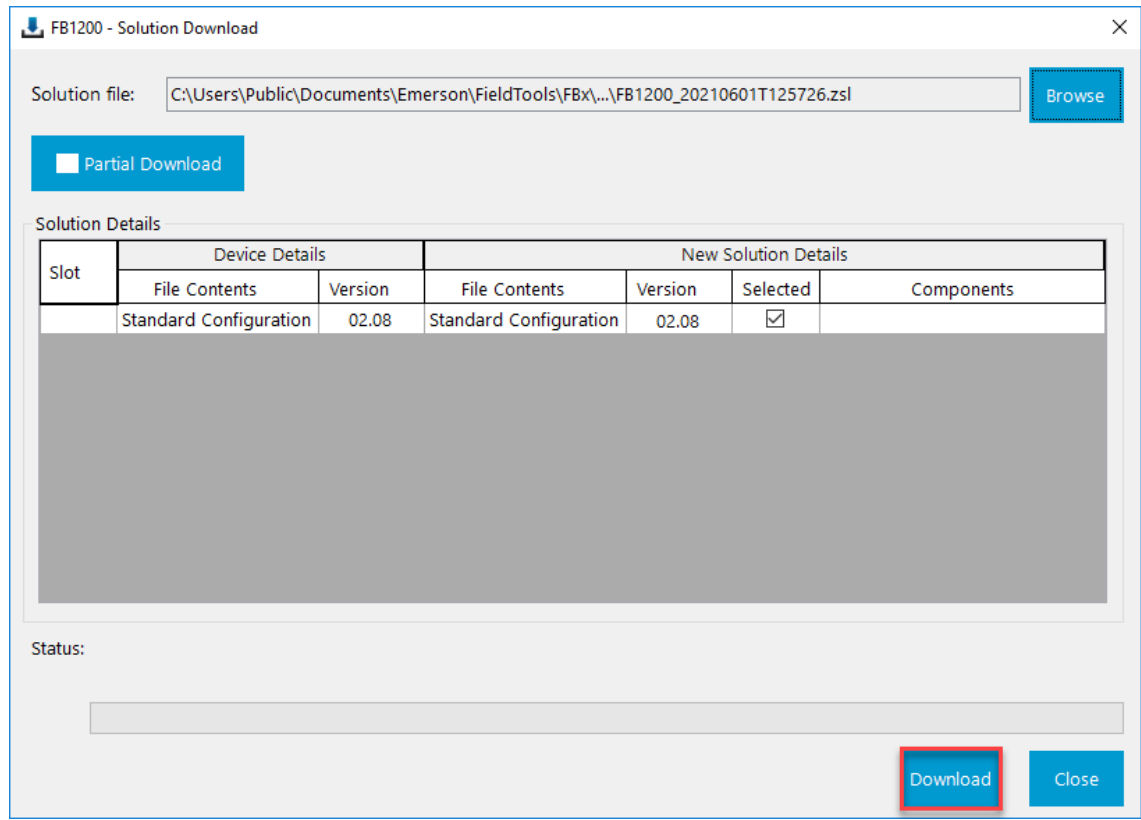 FB1200 - Solution Download
Solution file: C:\Users\Public\Documents\Emerson\FieldTools\FBx\...\FB1200_20210601T125726.zsl Browse
Partial Download
Solution Details
Slot Device Details New Solution Details
File Contents Version File Contents Version Selected Components
Standard Configuration 02.08 Standard Configuration 02.08
Status:
Download Close